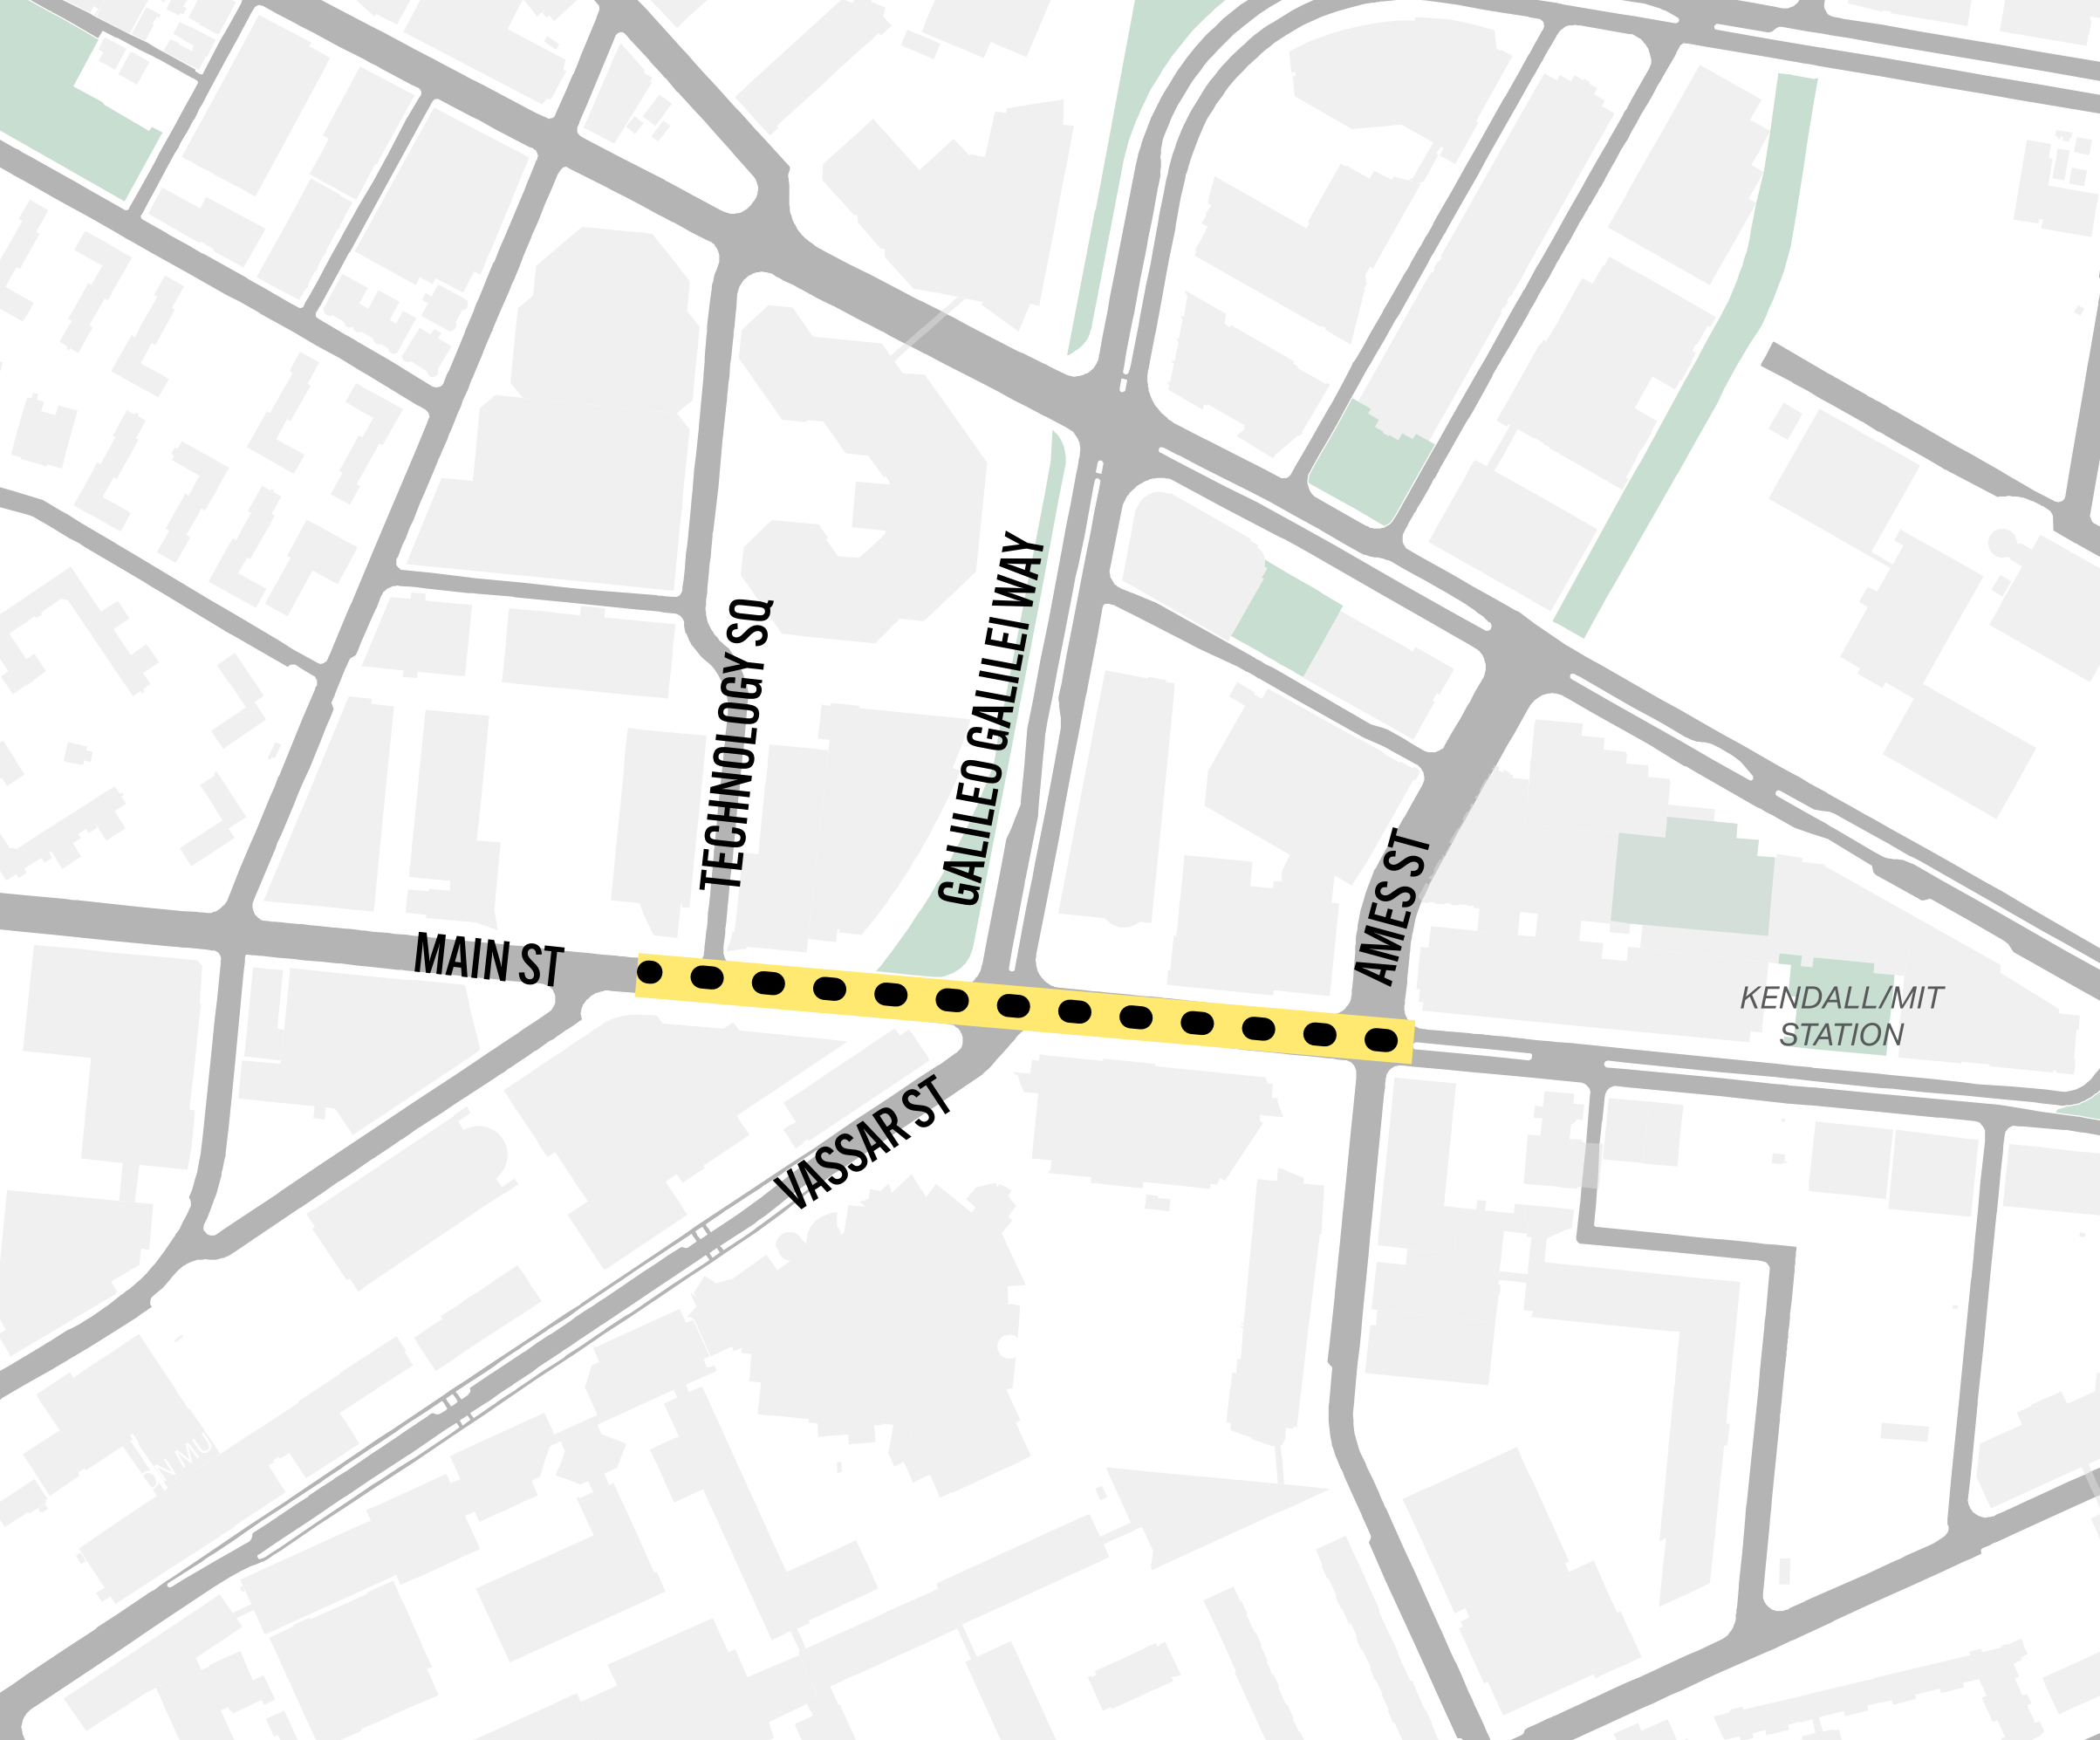 TECHNOLOGY SQ
GALILEO GALILEI WAY
AMES ST
MAIN ST
KENDALL/MIT
STATION
VASSAR ST